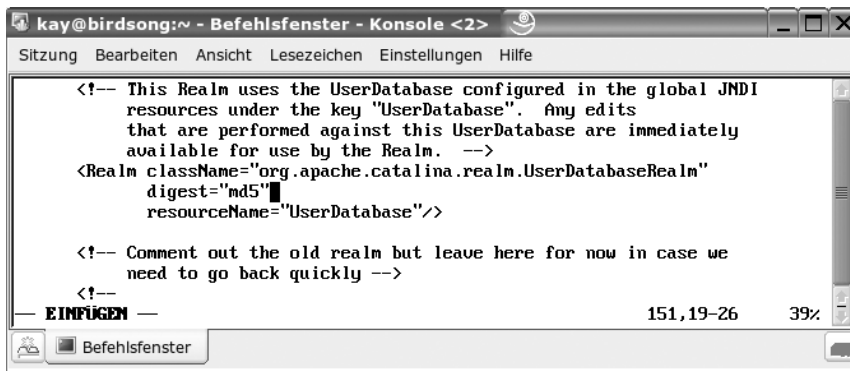 kay@birdsong:~ - Befehlsfenster - Konsole <2>
Sitzung Bearbeiten Ansicht Lesezeichen Einstellungen Hilfe
<!-- This Realm uses the UserDatabase configured in the global JNDI
resources under the key "UserDatabase".  Any edits
that are performed against this UserDatabase are immediately
available for use by the Realm.  -->
<Realm className="org.apache.catalina.realm.UserDatabaseRealm"
digest="md5"
resourceName="UserDatabase"/>
<!-- Comment out the old realm but leave here for now in case we
need to go back quickly -->
<!--
— EINFÜGEN — 151,19-26 39%
Befehlsfenster